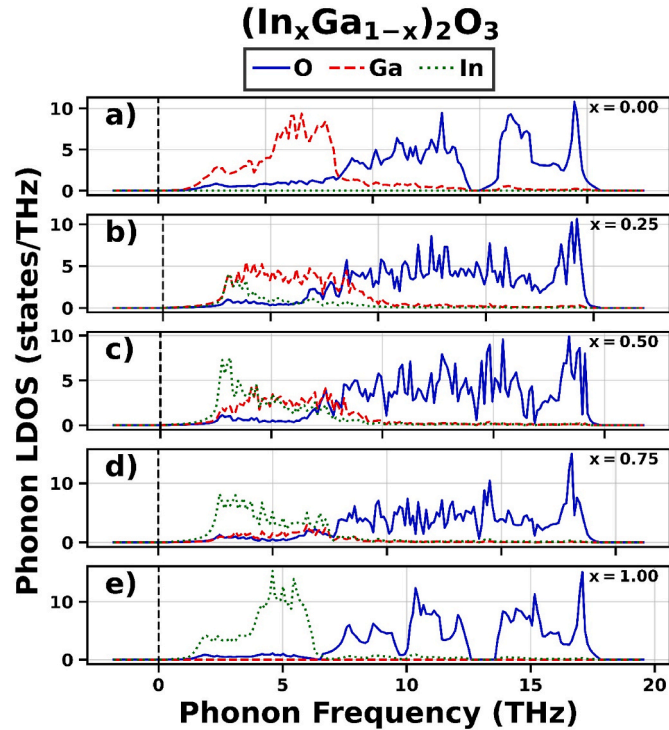 (InₓGa₁₋ₓ)₂O₃
O Ga In
Phonon LDOS (states/THz)
a) x = 0.00
10
5
0
b) x = 0.25
10
5
0
c) x = 0.50
10
5
0
d) x = 0.75
10
0
e) x = 1.00
10
0
0 5 10 15 20
Phonon Frequency (THz)